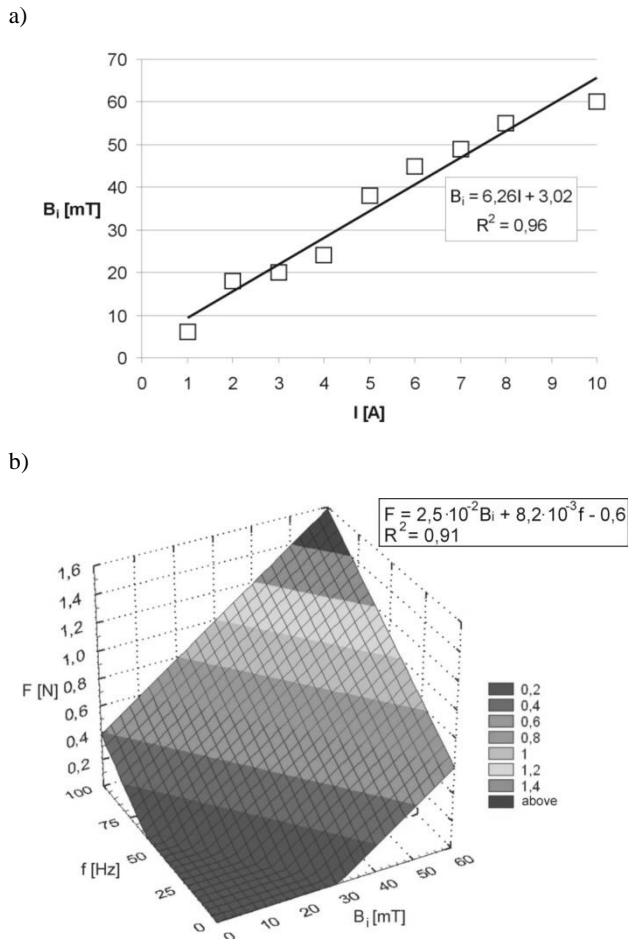 a)
70
60
50
40
30
20
10
0
B_i [mT]
B_i = 6,26I + 3,02
R² = 0,96
0 1 2 3 4 5 6 7 8 9 10
I [A]
b)
F = 2,5·10⁻²B_i + 8,2·10⁻³f - 0,6
R² = 0,91
1,6
1,4
1,2
1,0
0,8
0,6
0,4
0,2
F [N]
100
75
50
25
0
f [Hz]
0 10 20 30 40 50 60
B_i [mT]
0,2
0,4
0,6
0,8
1
1,2
1,4
above